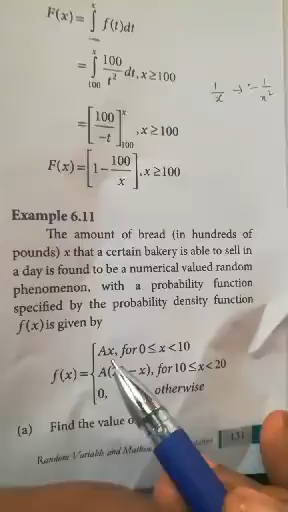 F(x) = ∫ f(t)dt
x
= ∫ 100/t² dt, x ≥ 100
100
x
1/x → -1/x²
= [100/-t] , x ≥ 100
100
x
F(x) = [1 - 100/x], x ≥ 100
Example 6.11
The amount of bread (in hundreds of
pounds) x that a certain bakery is able to sell in
a day is found to be a numerical valued random
phenomenon, with a probability function
specified by the probability density function
f(x) is given by
Ax, for 0 ≤ x < 10
f(x) = { A( - x), for 10 ≤ x < 20
0, otherwise
(a) Find the value
Random Variable and 131